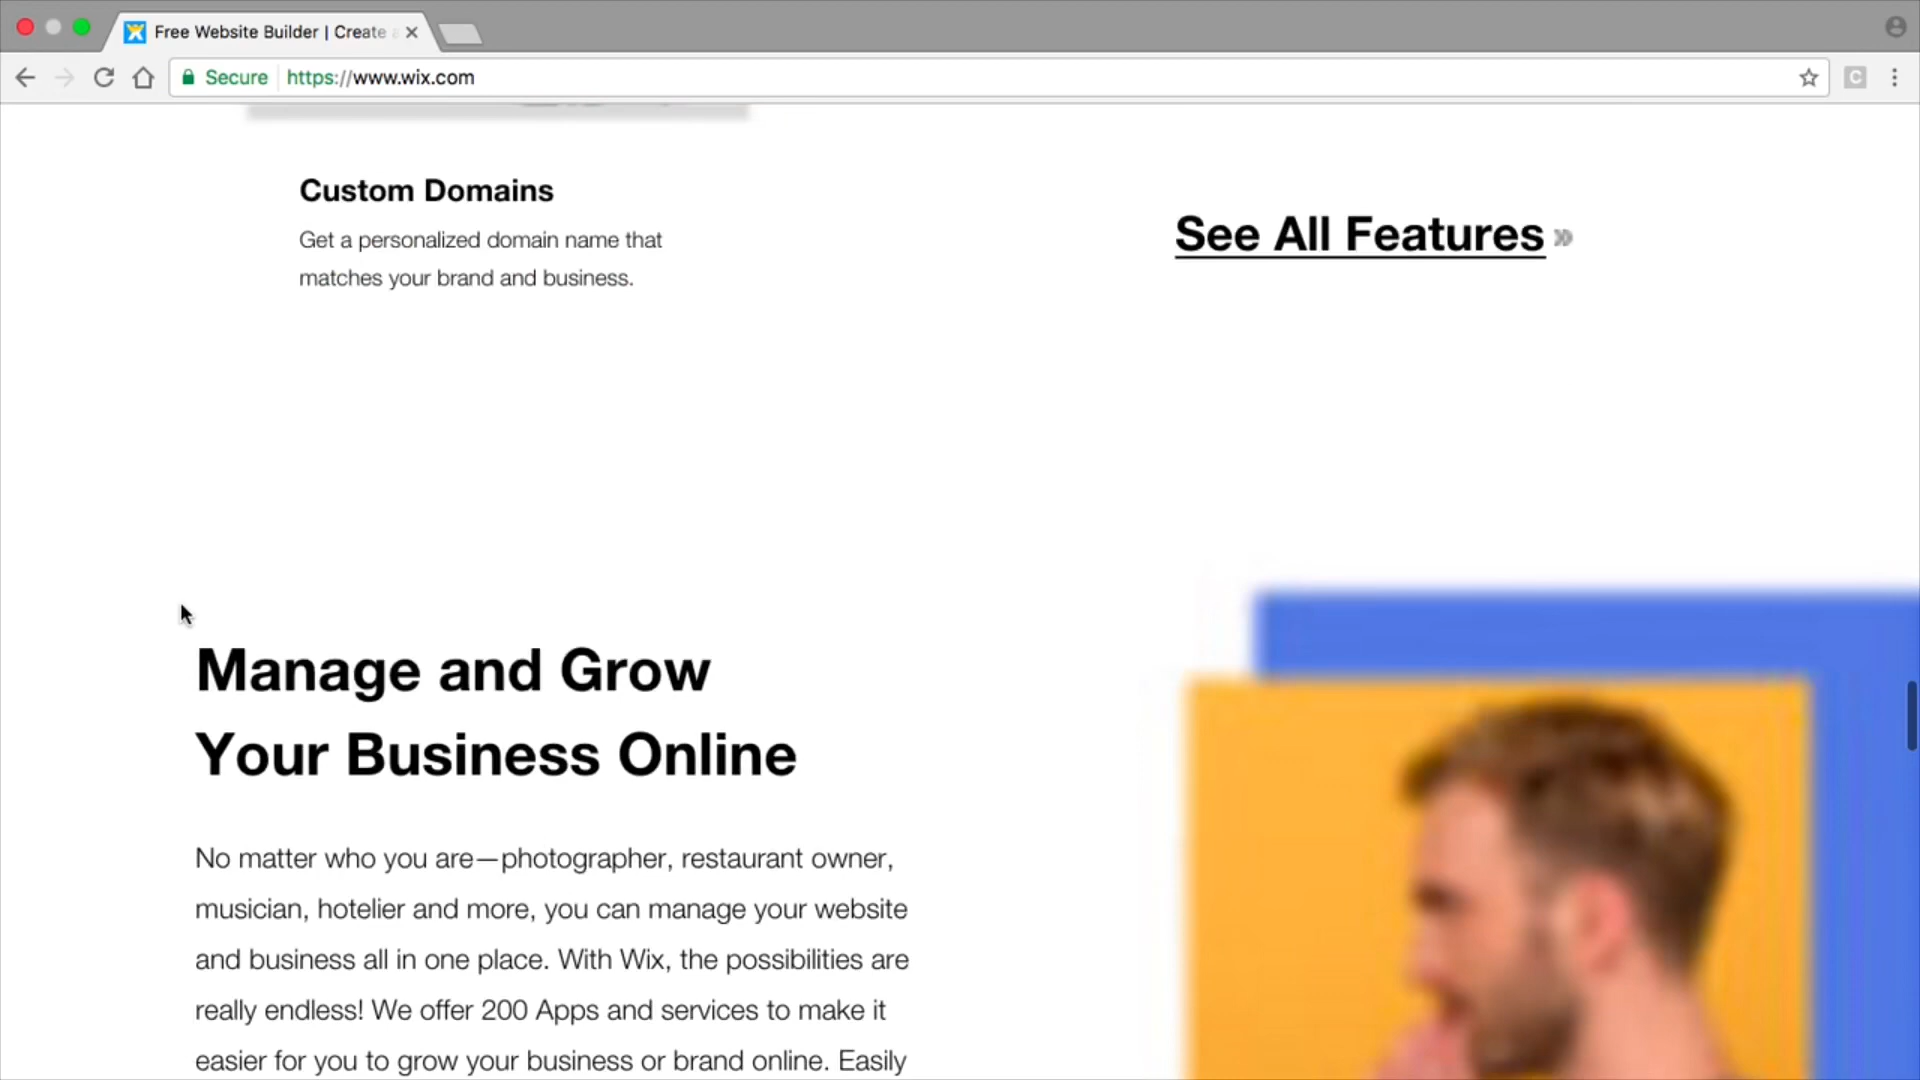 Free Website Builder | Create
Secure https://www.wix.com
Custom Domains
Get a personalized domain name that
matches your brand and business.
See All Features »
Manage and Grow
Your Business Online
No matter who you are—photographer, restaurant owner,
musician, hotelier and more, you can manage your website
and business all in one place. With Wix, the possibilities are
really endless! We offer 200 Apps and services to make it
easier for you to grow your business or brand online. Easily